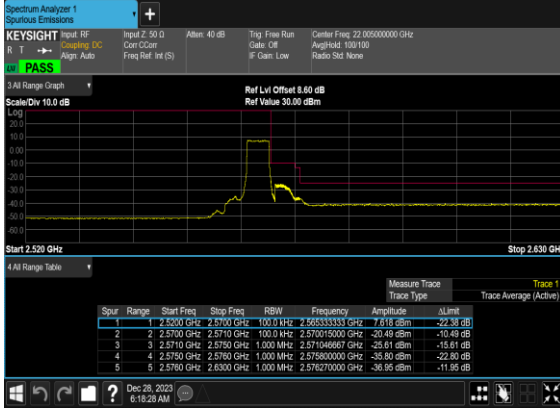 Spectrum Analyzer 1
Spurious Emissions
+
KEYSIGHT Input: RF Input Z: 50 Ω Atten: 40 dB Trig: Free Run Center Freq: 22.005000000 GHz
R T Coupling: DC Corr CCorr Gate: Off Avg|Hold: 100/100
Align: Auto Freq Ref: Int (S) IF Gain: Low Radio Std: None
LXI PASS
3 All Range Graph
Ref Lvl Offset 8.60 dB
Scale/Div 10.0 dB Ref Value 30.00 dBm
Log
20.0
10.0
0.00
-10.0
-20.0
-30.0
-40.0
-50.0
-60.0
Start 2.520 GHz Stop 2.630 GH
4 All Range Table
Measure Trace Trace 1
Trace Type Trace Average (Active)
Spur Range Start Freq Stop Freq RBW Frequency Amplitude ΔLimit
1 1 2.5200 GHz 2.5700 GHz 100.0 kHz 2.565333333 GHz 7.618 dBm -22.38 dB
2 2 2.5700 GHz 2.5710 GHz 100.0 kHz 2.570015000 GHz -20.49 dBm -10.49 dB
3 3 2.5710 GHz 2.5750 GHz 1.000 MHz 2.571046667 GHz -25.61 dBm -15.61 dB
4 4 2.5750 GHz 2.5760 GHz 1.000 MHz 2.575800000 GHz -35.80 dBm -22.80 dB
5 5 2.5760 GHz 2.6300 GHz 1.000 MHz 2.576270000 GHz -36.95 dBm -11.95 dB
? Dec 28, 2023
6:18:28 AM